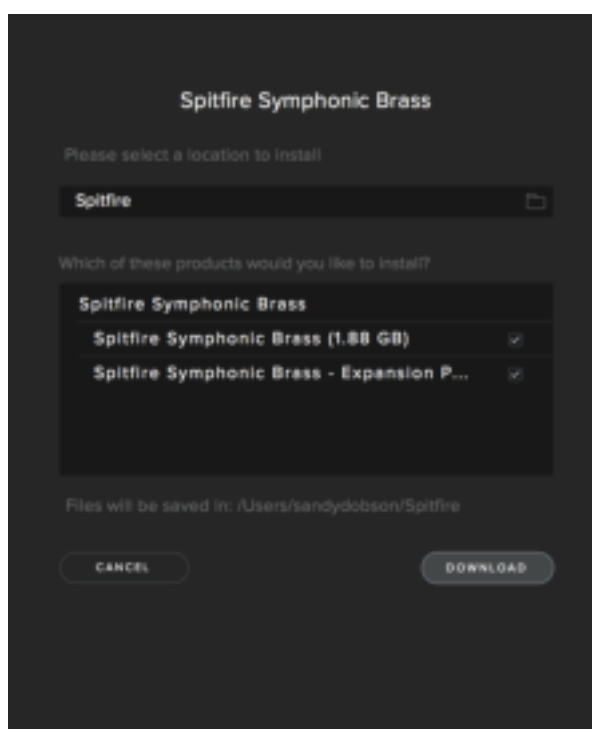 Spitfire Symphonic Brass
Please select a location to install
Spitfire
Which of these products would you like to install?
Spitfire Symphonic Brass
Spitfire Symphonic Brass (1.88 GB)
Spitfire Symphonic Brass - Expansion P...
Files will be saved in: /Users/sandydobson/Spitfire
CANCEL
DOWNLOAD